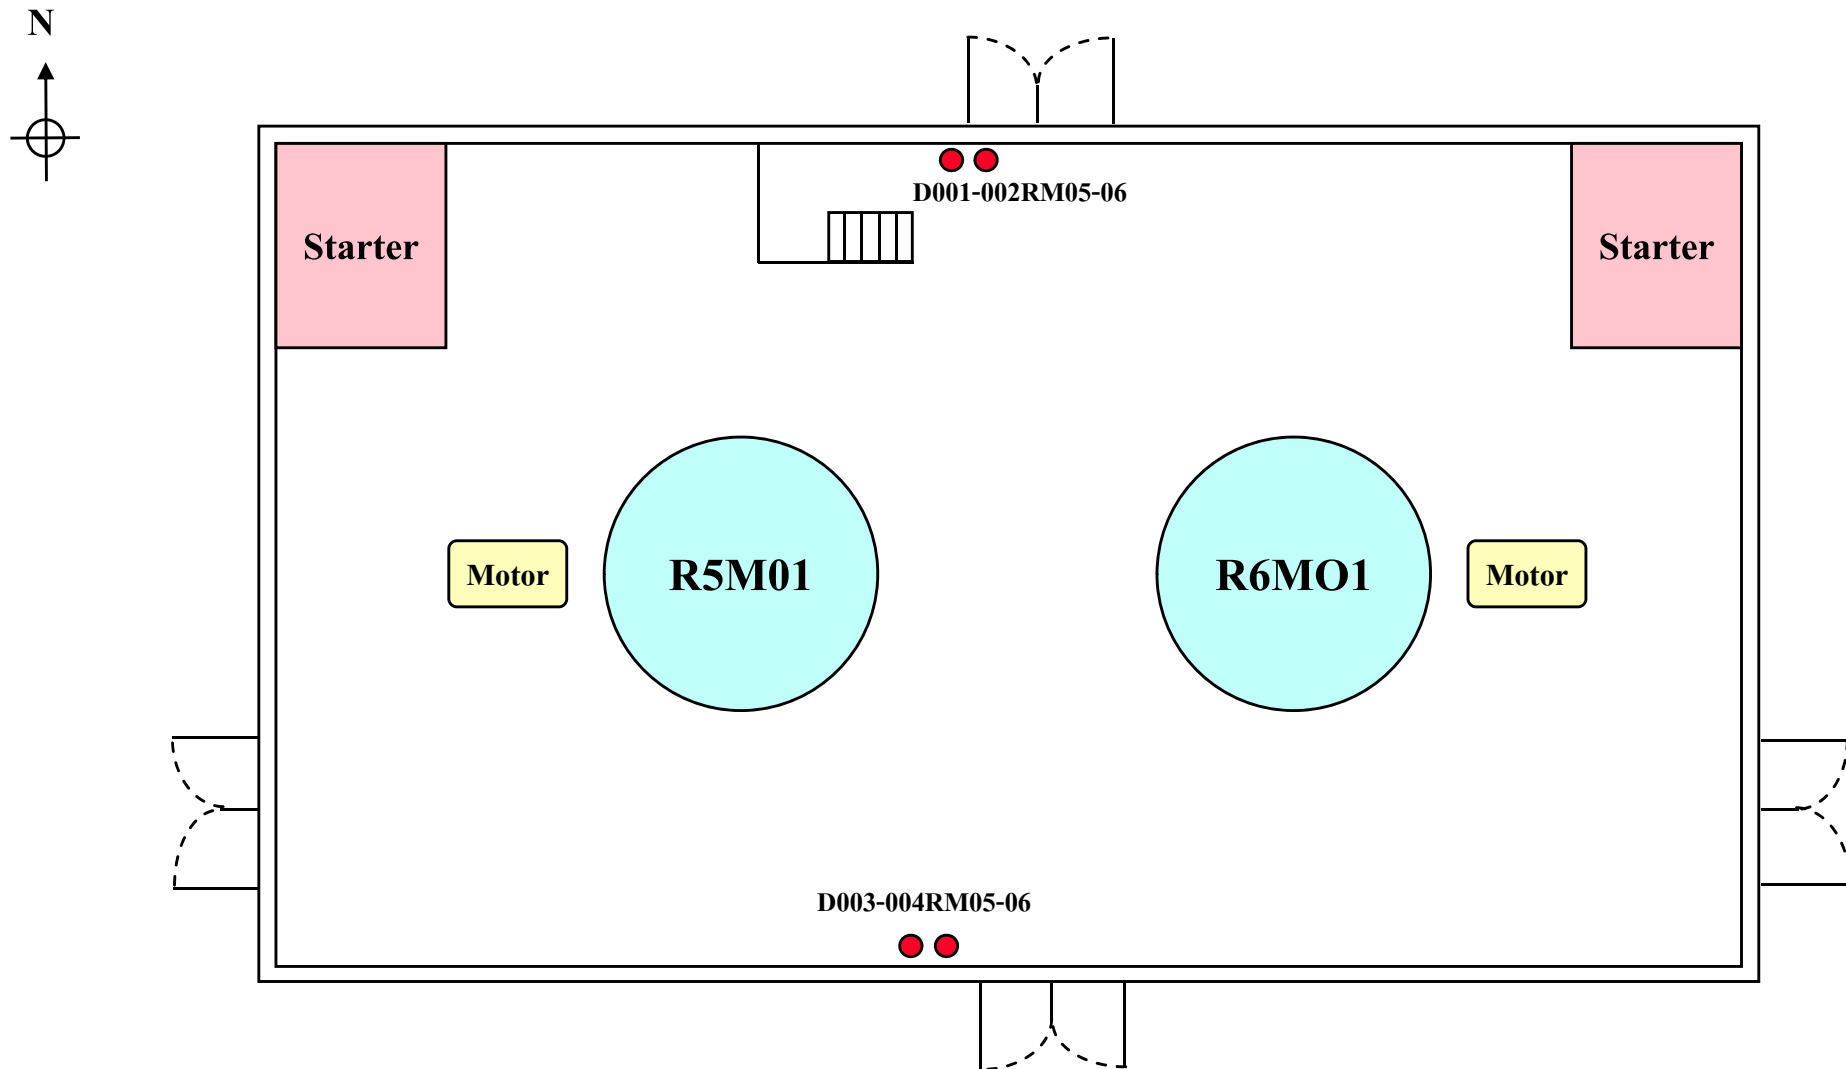 N
D001-002RM05-06
Starter
Starter
Motor
R5M01
R6MO1
Motor
D003-004RM05-06